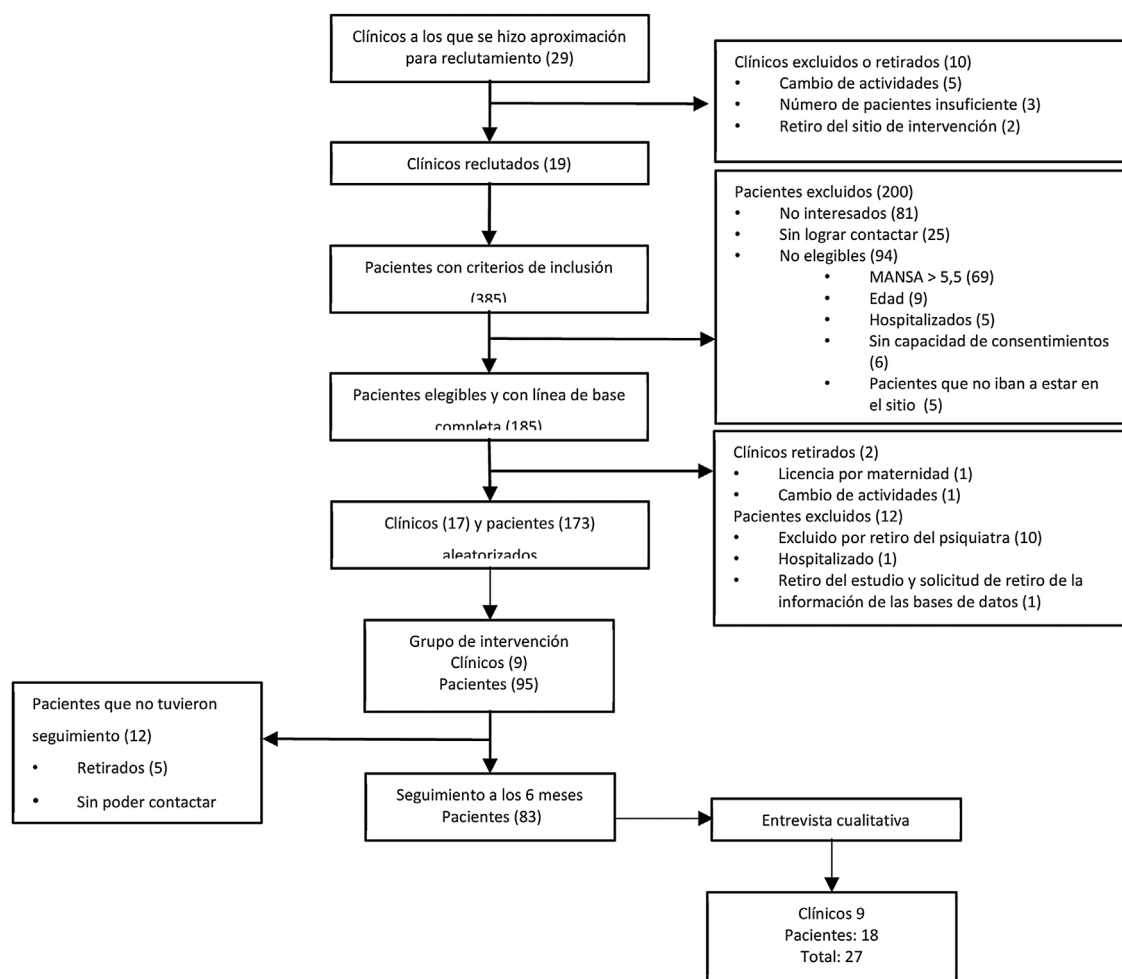 Clínicos a los que se hizo aproximación
para reclutamiento (29)
Clínicos excluidos o retirados (10)
• Cambio de actividades (5)
• Número de pacientes insuficiente (3)
• Retiro del sitio de intervención (2)
Clínicos reclutados (19)
Pacientes excluidos (200)
• No interesados (81)
• Sin lograr contactar (25)
• No elegibles (94)
• MANSA > 5,5 (69)
• Edad (9)
• Hospitalizados (5)
• Sin capacidad de consentimientos
(6)
• Pacientes que no iban a estar en
el sitio (5)
Pacientes con criterios de inclusión
(385)
Pacientes elegibles y con línea de base
completa (185)
Clínicos retirados (2)
• Licencia por maternidad (1)
• Cambio de actividades (1)
Pacientes excluidos (12)
• Excluido por retiro del psiquiatra (10)
• Hospitalizado (1)
• Retiro del estudio y solicitud de retiro de la
información de las bases de datos (1)
Clínicos (17) y pacientes (173)
aleatorizados
Grupo de intervención
Clínicos (9)
Pacientes (95)
Pacientes que no tuvieron
seguimiento (12)
• Retirados (5)
• Sin poder contactar
Seguimiento a los 6 meses
Pacientes (83)
Entrevista cualitativa
Clínicos 9
Pacientes: 18
Total: 27